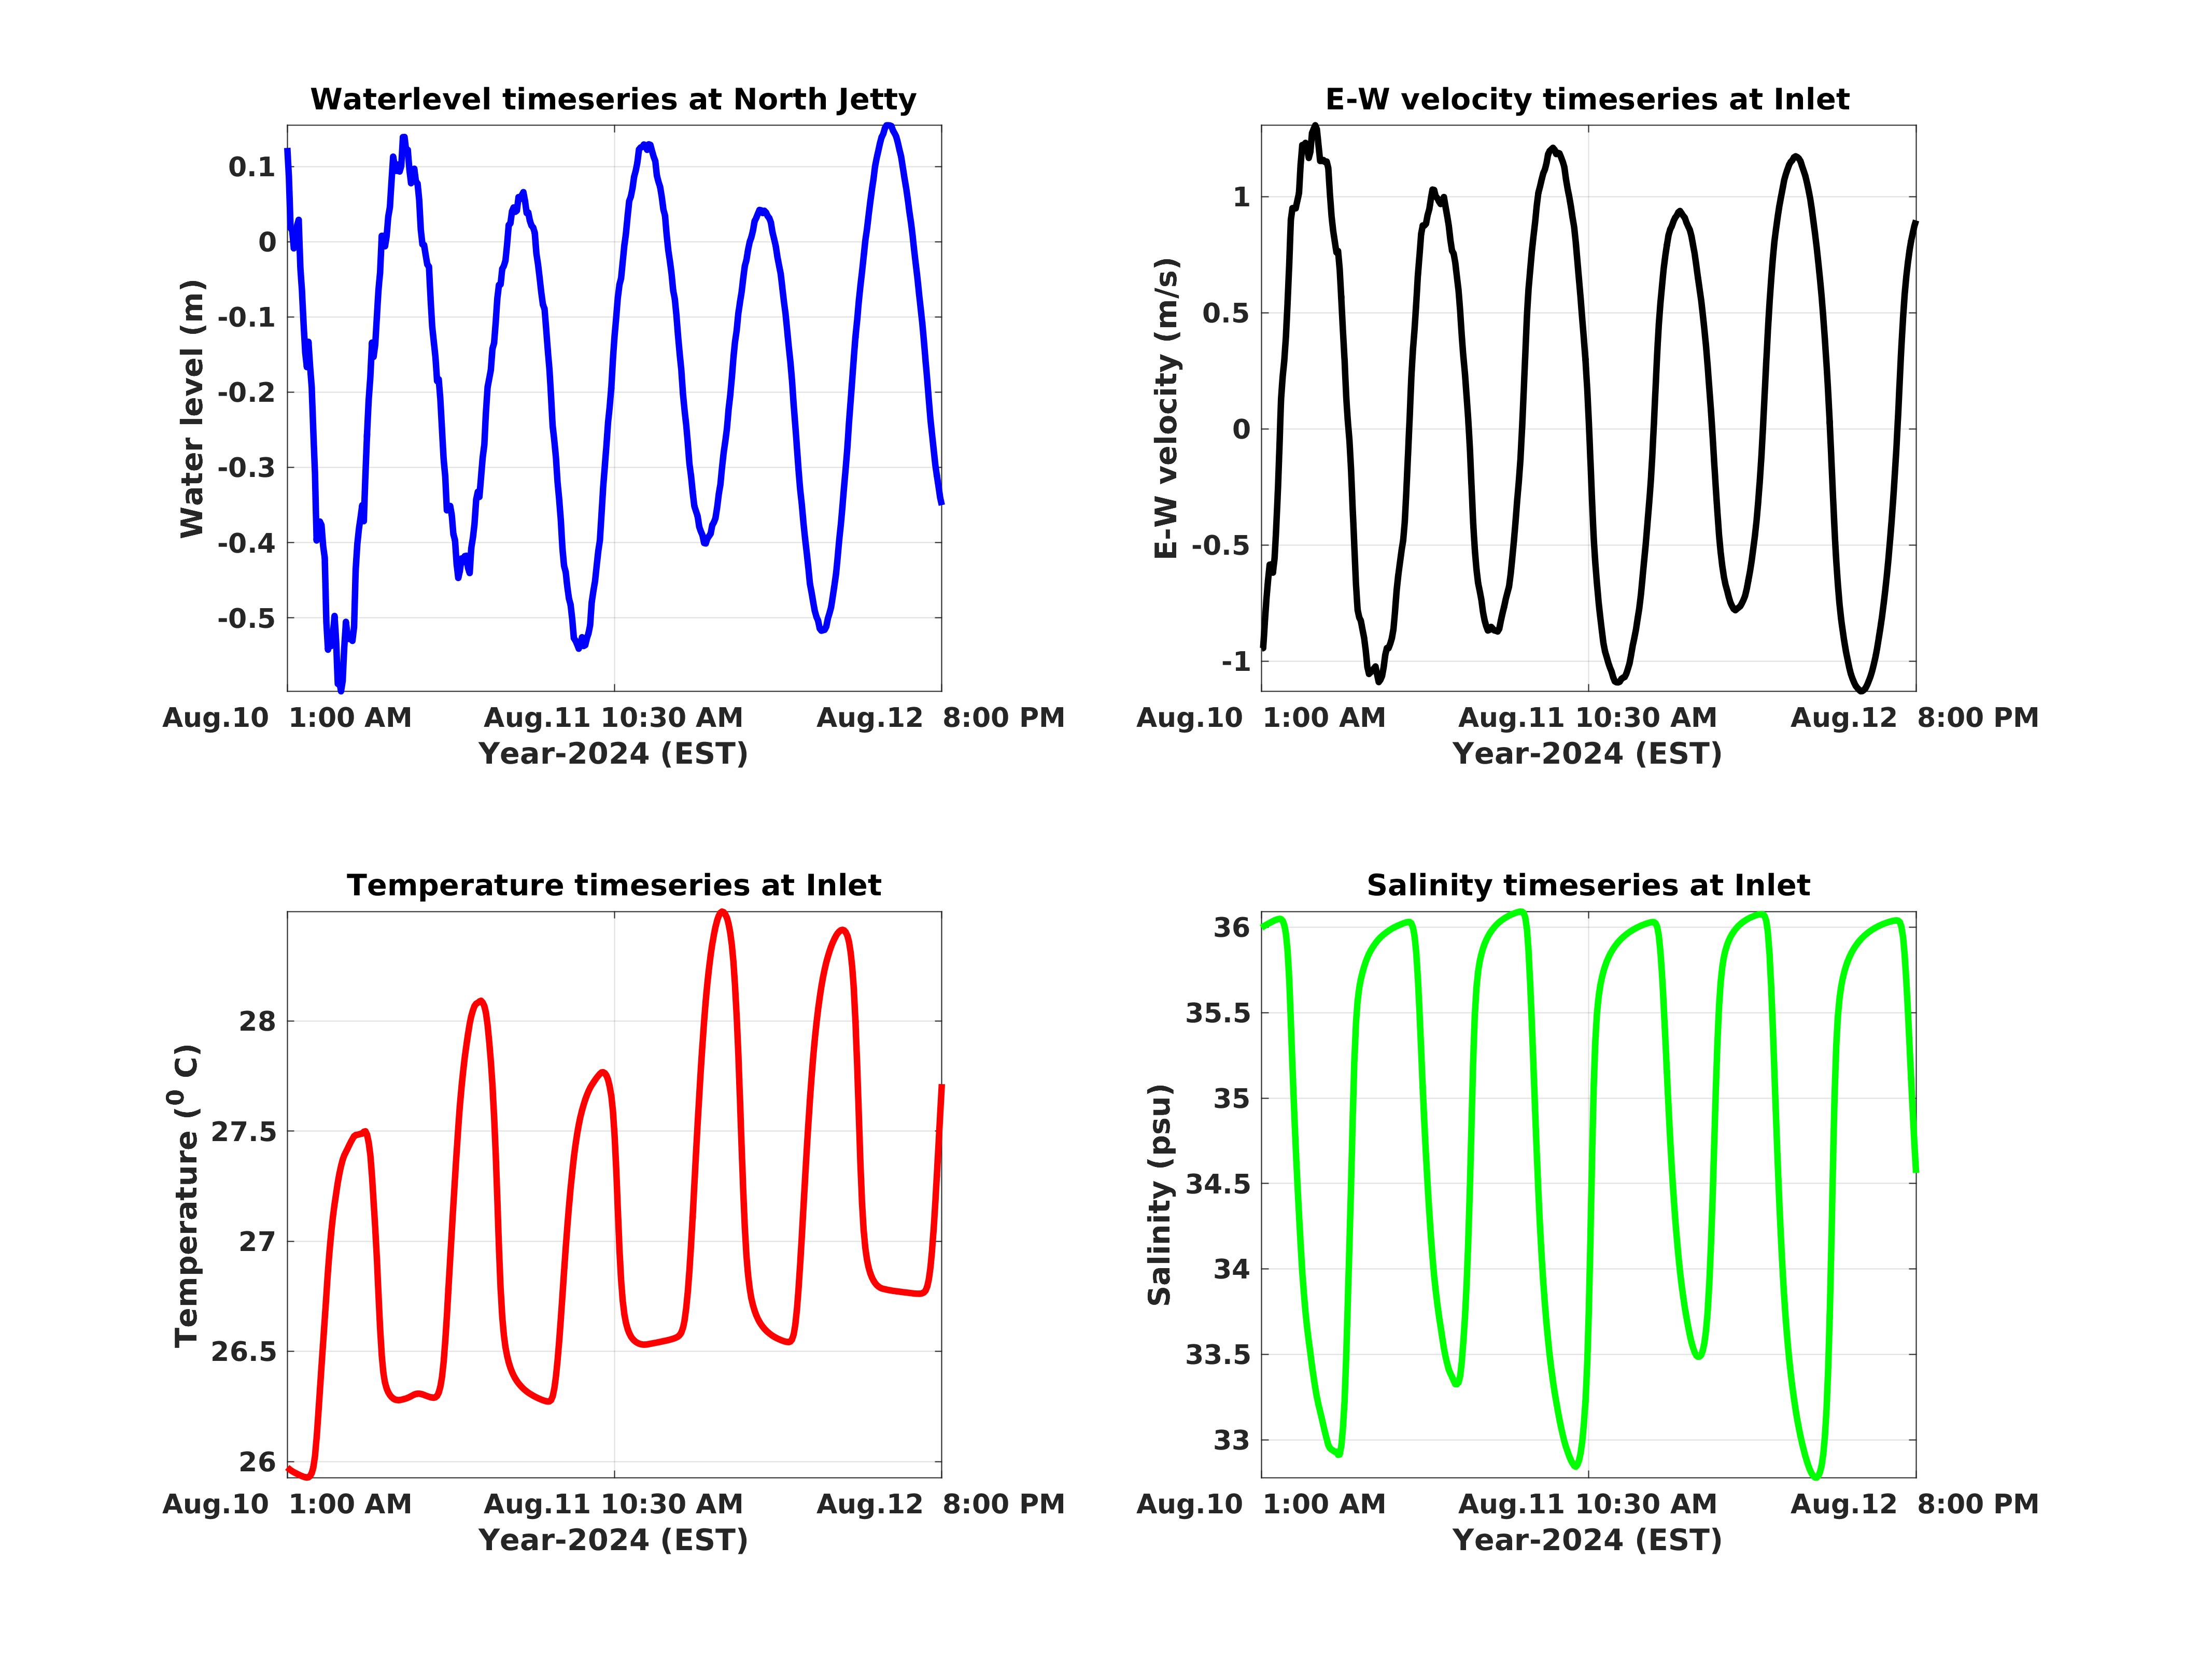 Waterlevel timeseries at North Jetty
Water level (m)
0.1
0
-0.1
-0.2
-0.3
-0.4
-0.5
Aug.10  1:00 AM Aug.11 10:30 AM Aug.12  8:00 PM
Year-2024 (EST)
E-W velocity timeseries at Inlet
E-W velocity (m/s)
1
0.5
0
-0.5
-1
Aug.10  1:00 AM Aug.11 10:30 AM Aug.12  8:00 PM
Year-2024 (EST)
Temperature timeseries at Inlet
Temperature (⁰ C)
28
27.5
27
26.5
26
Aug.10  1:00 AM Aug.11 10:30 AM Aug.12  8:00 PM
Year-2024 (EST)
Salinity timeseries at Inlet
Salinity (psu)
36
35.5
35
34.5
34
33.5
33
Aug.10  1:00 AM Aug.11 10:30 AM Aug.12  8:00 PM
Year-2024 (EST)